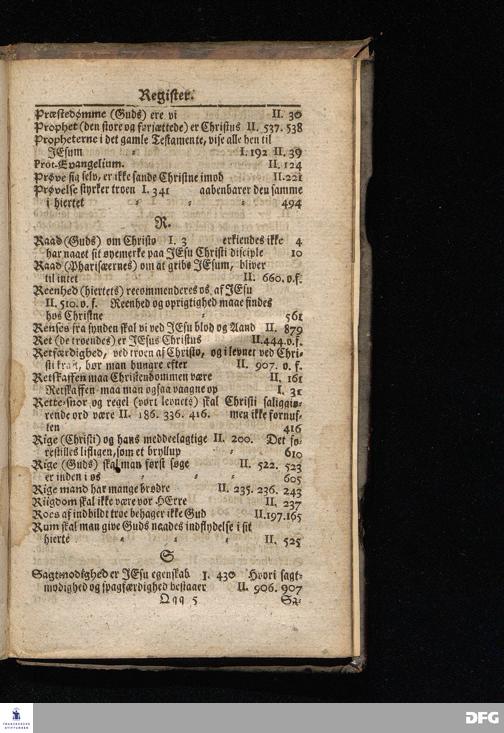 Register.
Præstedømme (Guds) ere vi II. 30
Prophet (den store og forjættede) er Christus II. 537. 538
Propheterne i det gamle Testamente, vise alle hen til
JEsum I. 192 II. 39
Prot-Evangelium. II. 124
Prøve sig selv, er ikke sande Christne imod II. 221
Prøvelse styrker troen I. 341 aabenbarer den samme
i hiertet 494
R.
Raad (Guds) om Christo I. 3 erkiendes ikke 4
har naaet sit øyemerke paa JEsu Christi disciple 10
Raad (Pharisæernes) om at gribe JEsum, bliver
til intet II. 660. o.f.
Reenhed (hiertets) recommenderes os af JEsu
II. 510. o. f. Reenhed og oprigtighed maae findes
hos Christne 561
Renses fra synden skal vi ved JEsu blod og Aand II. 879
Ret (de troendes) er JEsus Christus II. 444. o.f.
Retfærdighed, ved troen af Christo, og i levnet ved Chri-
sti kraft, bør man hungre efter II. 907. o. f.
Retskaffen maa Christendommen være II. 161
Retskaffen maa man ogsaa vaagne op I. 31
Rette-snor og regel (vort levnets) skal Christi saliggiø-
rende ord være II. 186. 336. 416. men ikke fornuf-
ten 416
Rige (Christi) og hans meddeelagtige II. 200. Det fo-
restilles lifligen, som et bryllup 610
Rige (Guds) skal man først søge II. 522. 523
er inden i os 605
Rige mand har mange brødre II. 235. 236. 243
Riigdom skal ikke være vor HErre II. 237
Roes af indbildt troe behager ikke Gud II. 197. 165
Rum skal man give Guds naades indflydelse i sit
hierte II. 525
S
Sagtmodighed er JEsu egenskab I. 430 Hvori sagt-
modighed og spagfærdighed bestaaer II. 906. 907
Qqq 5 Sa-
FRANCKESCHE
STIFTUNGEN
DFG